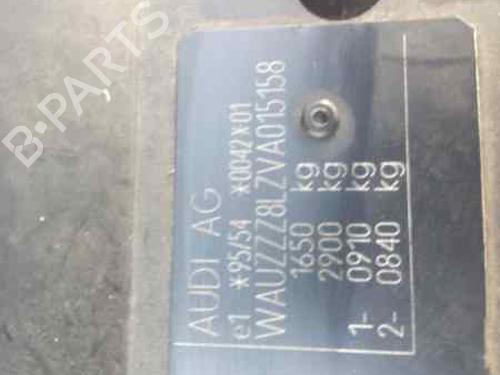 AUDI AG
e1 *95/54 *0042*01
WAUZZZ8LZVA015158
1650 kg
2900 kg
1- 0910 kg
2- 0840 kg
B-PARTS